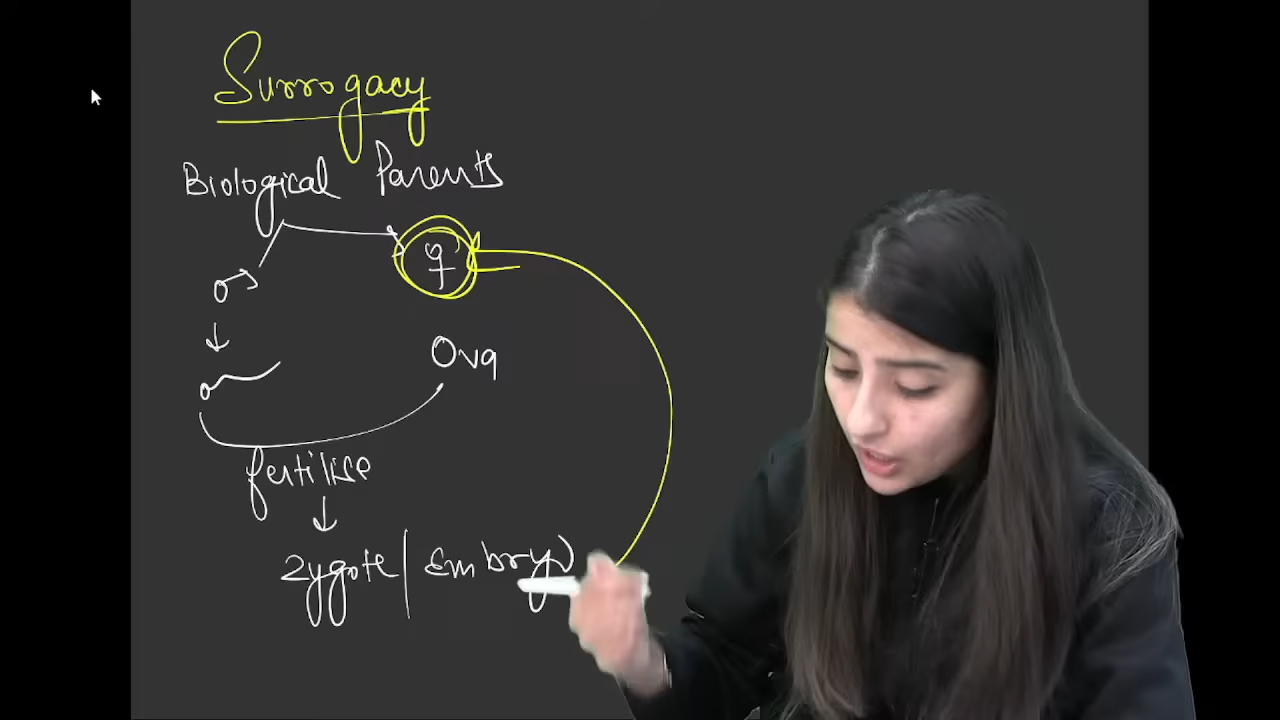 Surrogacy
Biological Parents
♂ ♀
Ova
fertilise
Zygote/Embryo